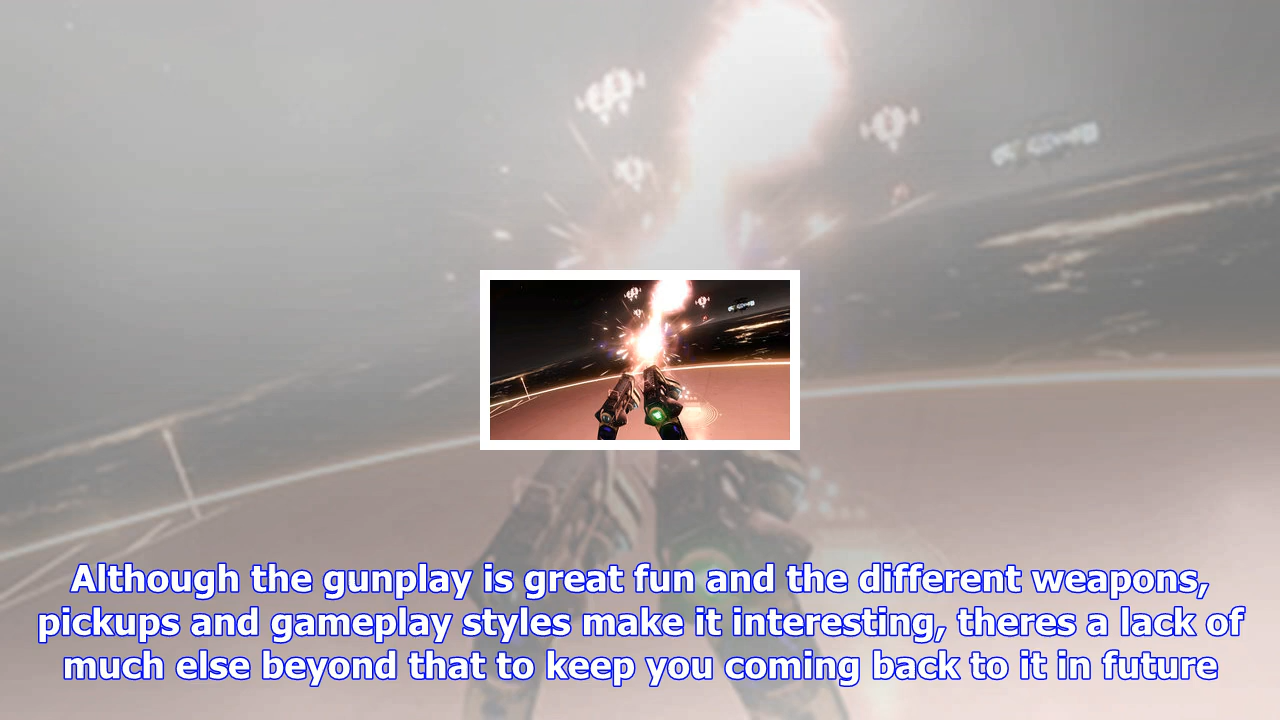 Although the gunplay is great fun and the different weapons,
pickups and gameplay styles make it interesting, theres a lack of
much else beyond that to keep you coming back to it in future